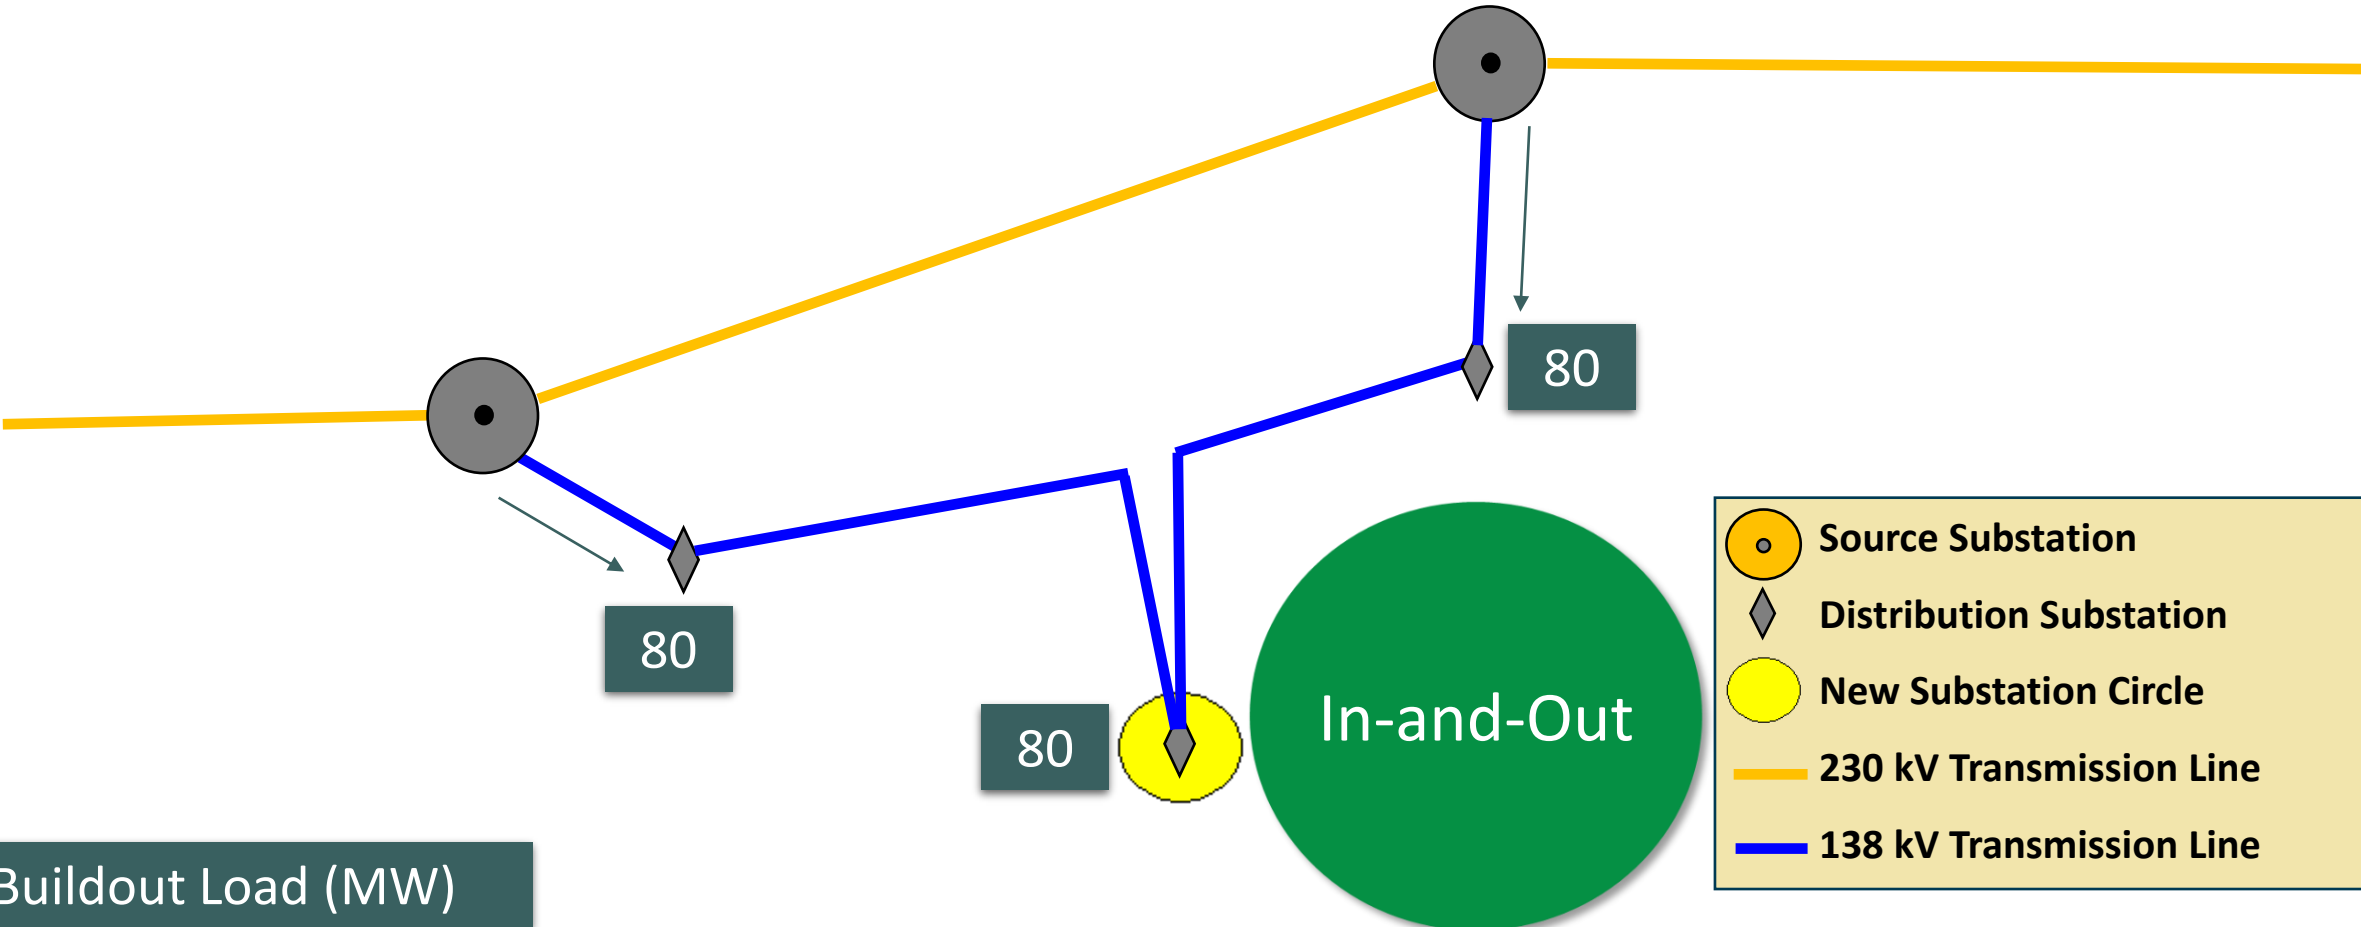 80
80
80
In-and-Out
Source Substation
Distribution Substation
New Substation Circle
230 kV Transmission Line
138 kV Transmission Line
Buildout Load (MW)